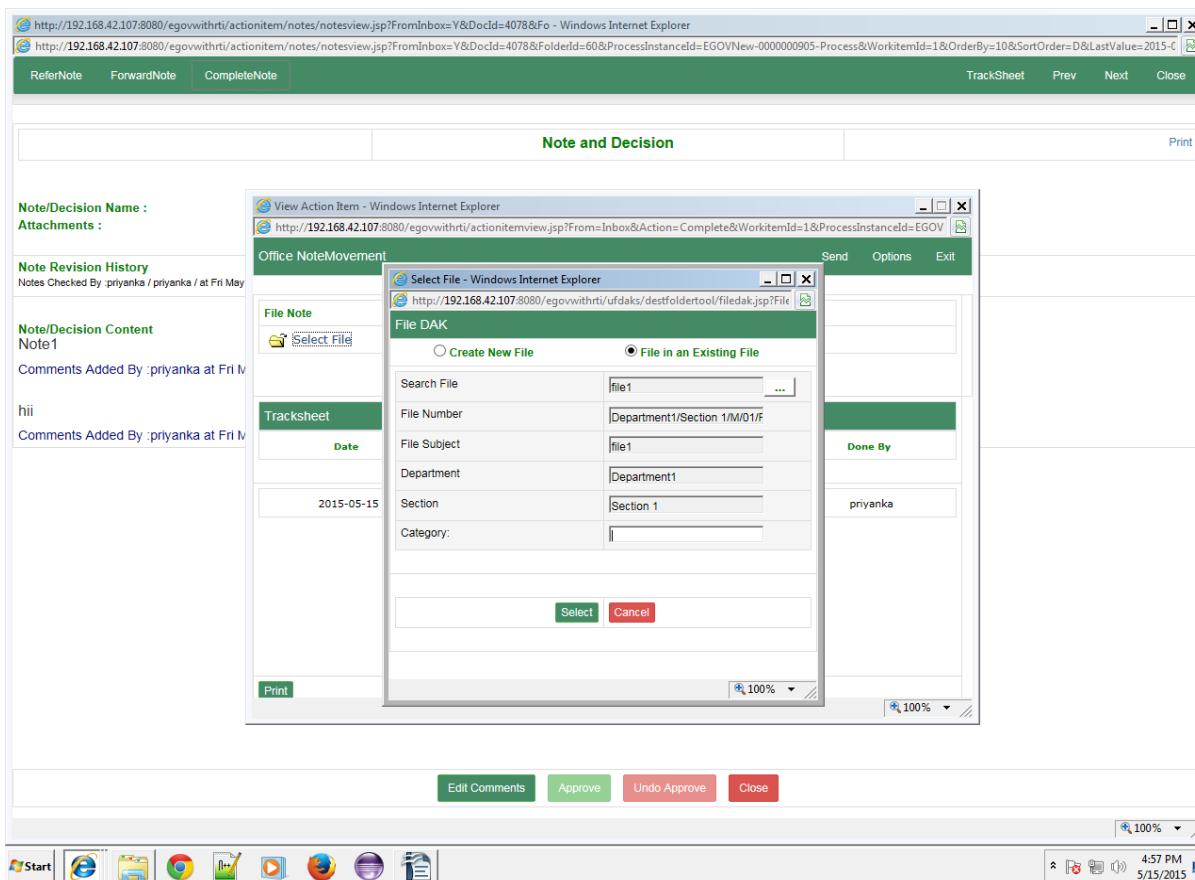 http://192.168.42.107:8080/egovwithrti/actionitem/notes/notesview.jsp?FromInbox=Y&DocId=4078&Fo - Windows Internet Explorer
http://192.168.42.107:8080/egovwithrti/actionitem/notes/notesview.jsp?FromInbox=Y&DocId=4078&FolderId=60&ProcessInstanceId=EGOVNew-0000000905-Process&WorkitemId=1&OrderBy=10&SortOrder=D&LastValue=2015-0
ReferNote ForwardNote CompleteNote TrackSheet Prev Next Close
Note and Decision Print
Note/Decision Name :
Attachments :
Note Revision History
Notes Checked By :priyanka / priyanka / at Fri May
Note/Decision Content
Note1
Comments Added By :priyanka at Fri M
hii
Comments Added By :priyanka at Fri M
View Action Item - Windows Internet Explorer
http://192.168.42.107:8080/egovwithrti/actionitemview.jsp?From=Inbox&Action=Complete&WorkitemId=1&ProcessInstanceId=EGOV
Office NoteMovement Send Options Exit
File Note
Select File
Tracksheet
Date Done By
2015-05-15 priyanka
Print
100%
Select File - Windows Internet Explorer
http://192.168.42.107:8080/egovwithrti/ufdaks/destfoldertool/filedak.jsp?File
File DAK
Create New File File in an Existing File
Search File file1 ...
File Number Department1/Section 1/M/01/F
File Subject file1
Department Department1
Section Section 1
Category:
Select Cancel
100%
Edit Comments Approve Undo Approve Close
100%
Start 4:57 PM
5/15/2015